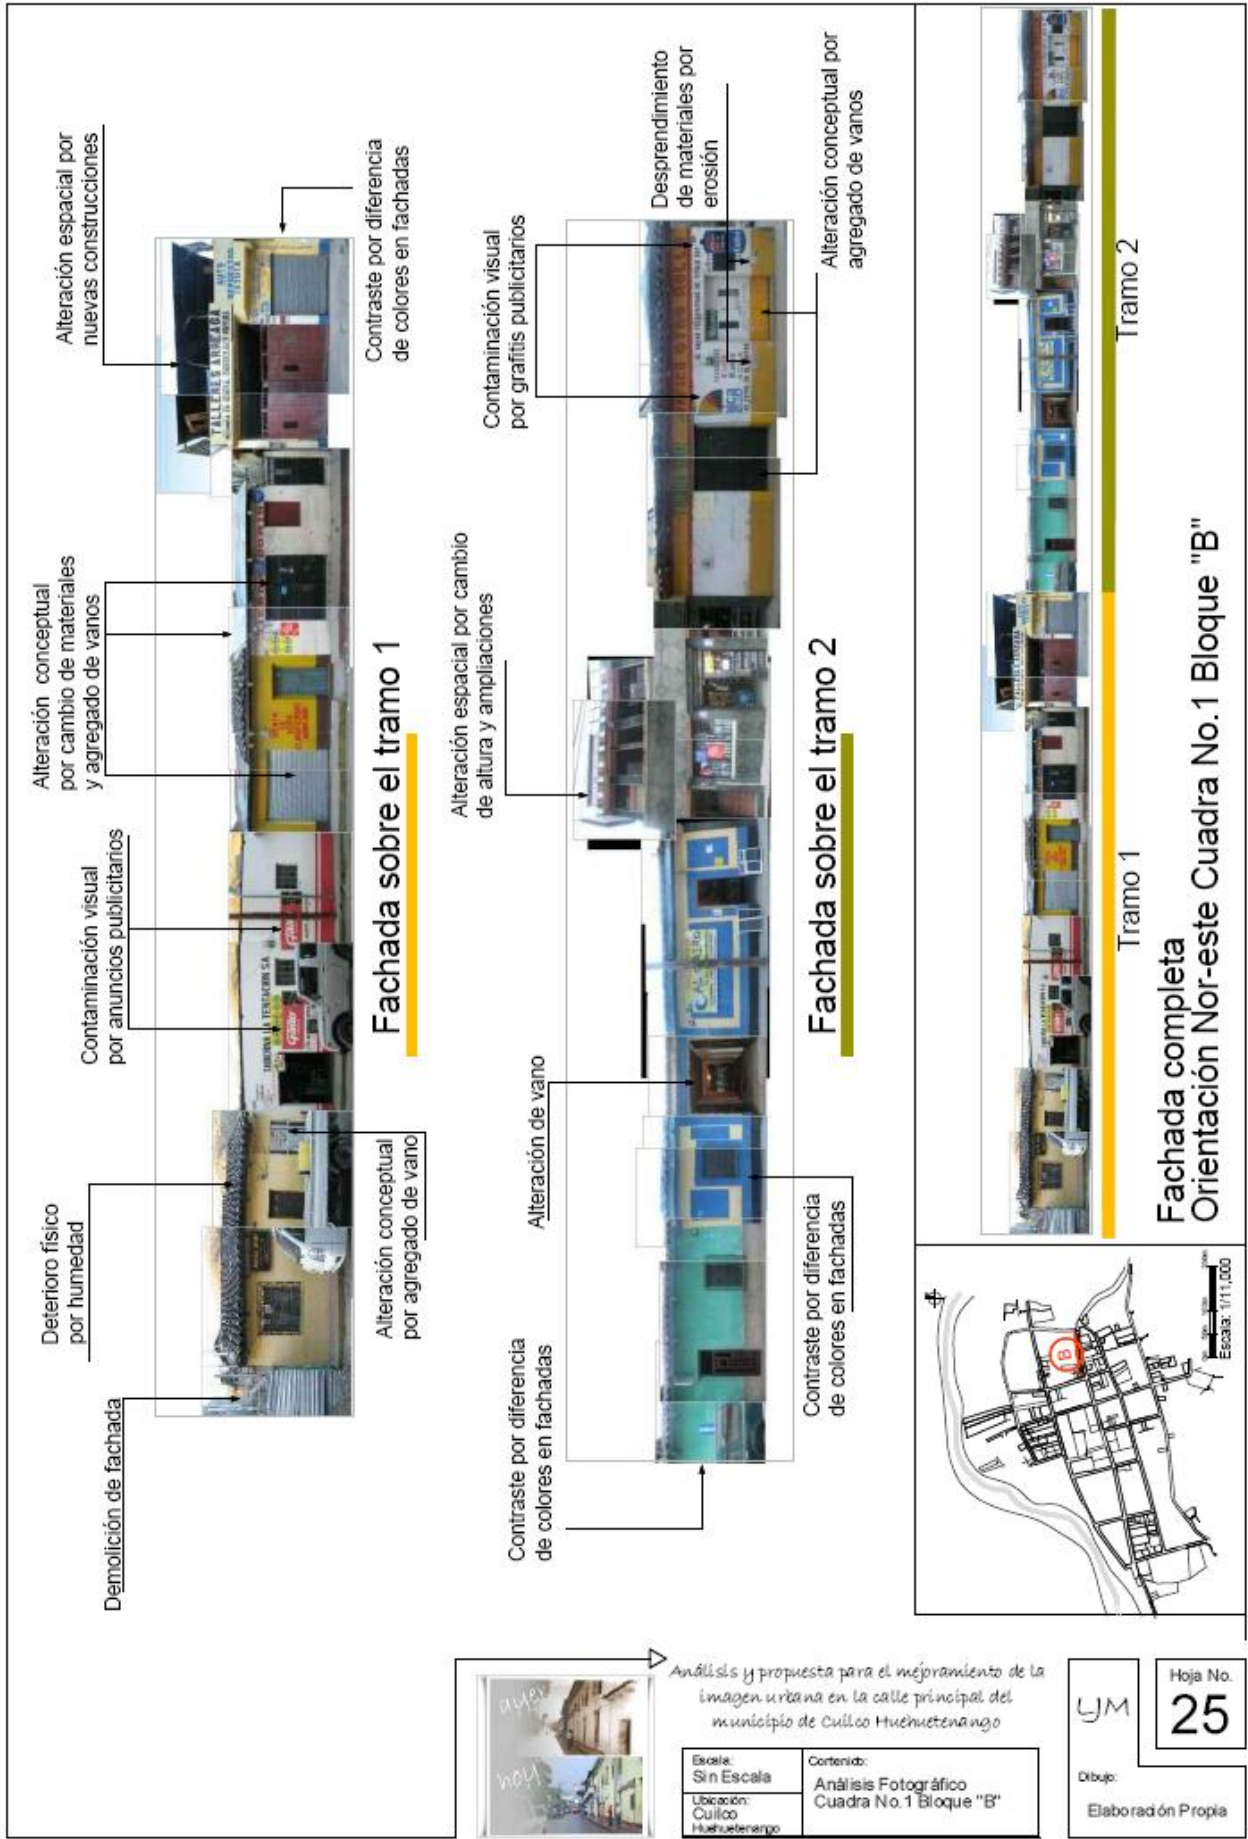 Alteración espacial por
nuevas construcciones
Contraste por diferencia
de colores en fachadas
Alteración conceptual
por cambio de materiales
y agregado de vanos
Contaminación visual
por anuncios publicitarios
Deterioro físico
por humedad
Alteración conceptual
por agregado de vano
Demolición de fachada
TALLERES ARREAGA
TABERNA LA TENTACION S.A
Gallo
Gallo
Fachada sobre el tramo 1
Desprendimiento
de materiales por
erosión
Contaminación visual
por grafitis publicitarios
Alteración conceptual por
agregado de vanos
Alteración espacial por cambio
de altura y ampliaciones
Alteración de vano
Contraste por diferencia
de colores en fachadas
Contraste por diferencia
de colores en fachadas
Fachada sobre el tramo 2
Tramo 1
Tramo 2
Fachada completa
Orientación Nor-este Cuadra No.1 Bloque "B"
B
Escala: 1/11,000
ayer
hoy
Análisis y propuesta para el mejoramiento de la
imagen urbana en la calle principal del
municipio de Cuilco Huehuetenango
Escala:
Sin Escala
Ubicación:
Cuilco
Huehuetenango
Contenido:
Análisis Fotográfico
Cuadra No.1 Bloque "B"
LJM
Hoja No.
25
Dibujo:
Elaboración Propia